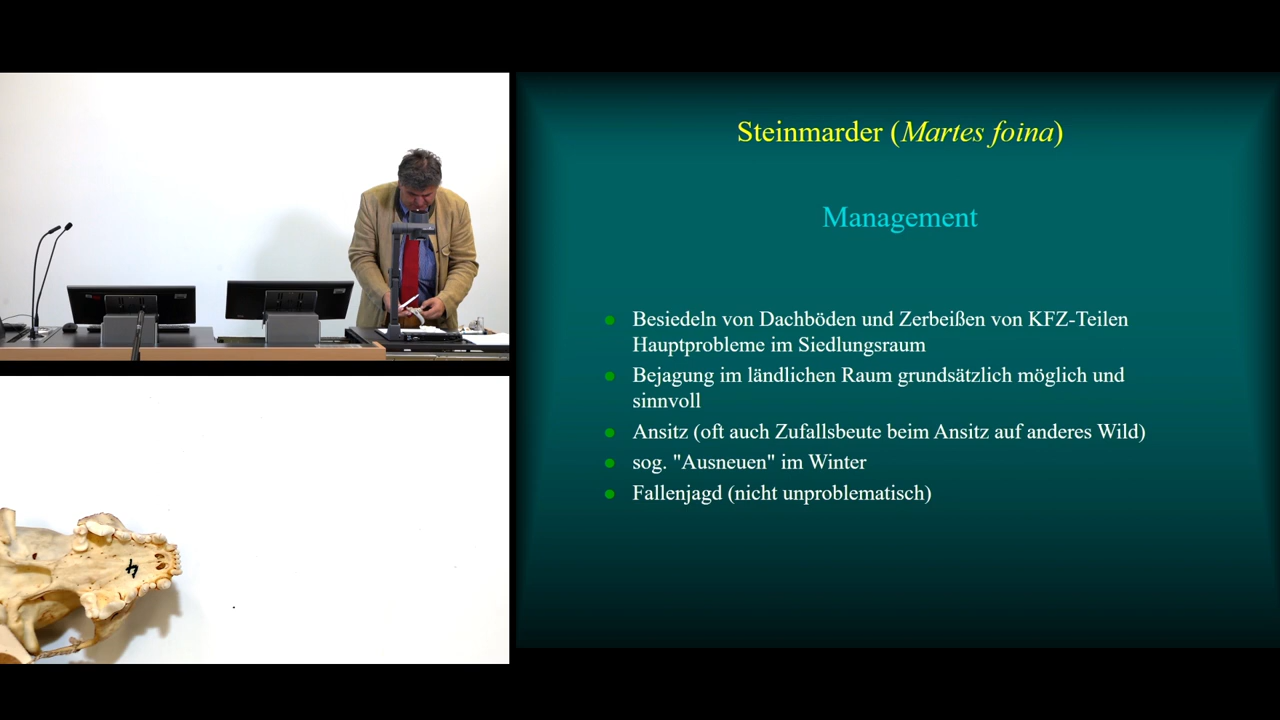 Steinmarder (Martes foina)
Management
Besiedeln von Dachböden und Zerbeißen von KFZ-Teilen
Hauptprobleme im Siedlungsraum
Bejagung im ländlichen Raum grundsätzlich möglich und
sinnvoll
Ansitz (oft auch Zufallsbeute beim Ansitz auf anderes Wild)
sog. "Ausneuen" im Winter
Fallenjagd (nicht unproblematisch)
4